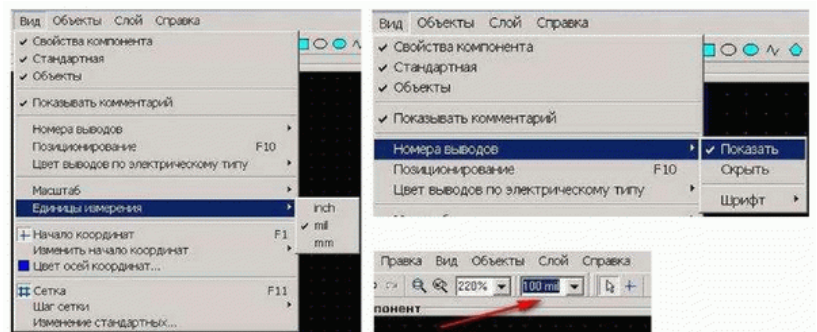 Вид Объекты Слой Справка
Свойства компонента
Стандартная
Объекты
Показывать комментарий
Номера выводов
Позиционирование F10
Цвет выводов по электрическому типу
Масштаб
Единицы измерения
inch
mil
mm
Начало координат F1
Изменить начало координат
Цвет осей координат...
Сетка F11
Шаг сетки
Изменение стандартных...
Вид Объекты Слой Справка
Свойства компонента
Стандартная
Объекты
Показывать комментарий
Номера выводов
Показать
Скрыть
Шрифт
Позиционирование F10
Цвет выводов по электрическому типу
Правка Вид Объекты Слой Справка
220% 100 mil
понент